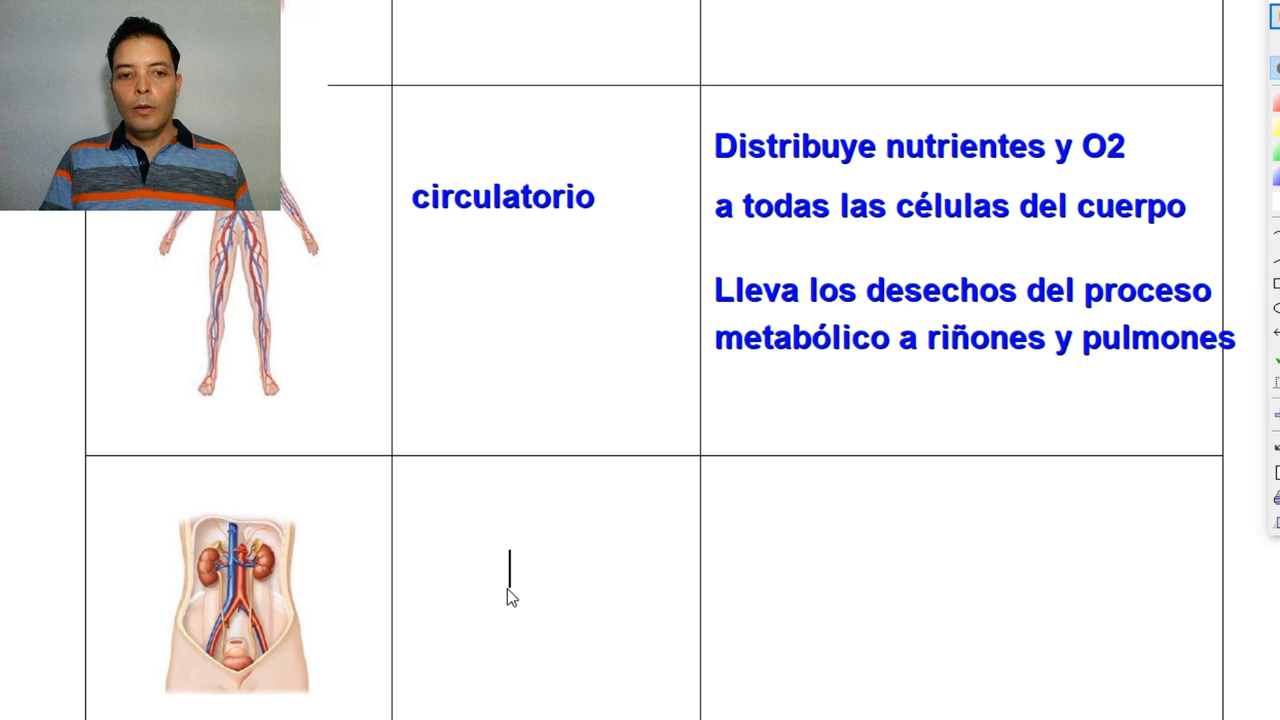 circulatorio
Distribuye nutrientes y O2
a todas las células del cuerpo
Lleva los desechos del proceso
metabólico a riñones y pulmones